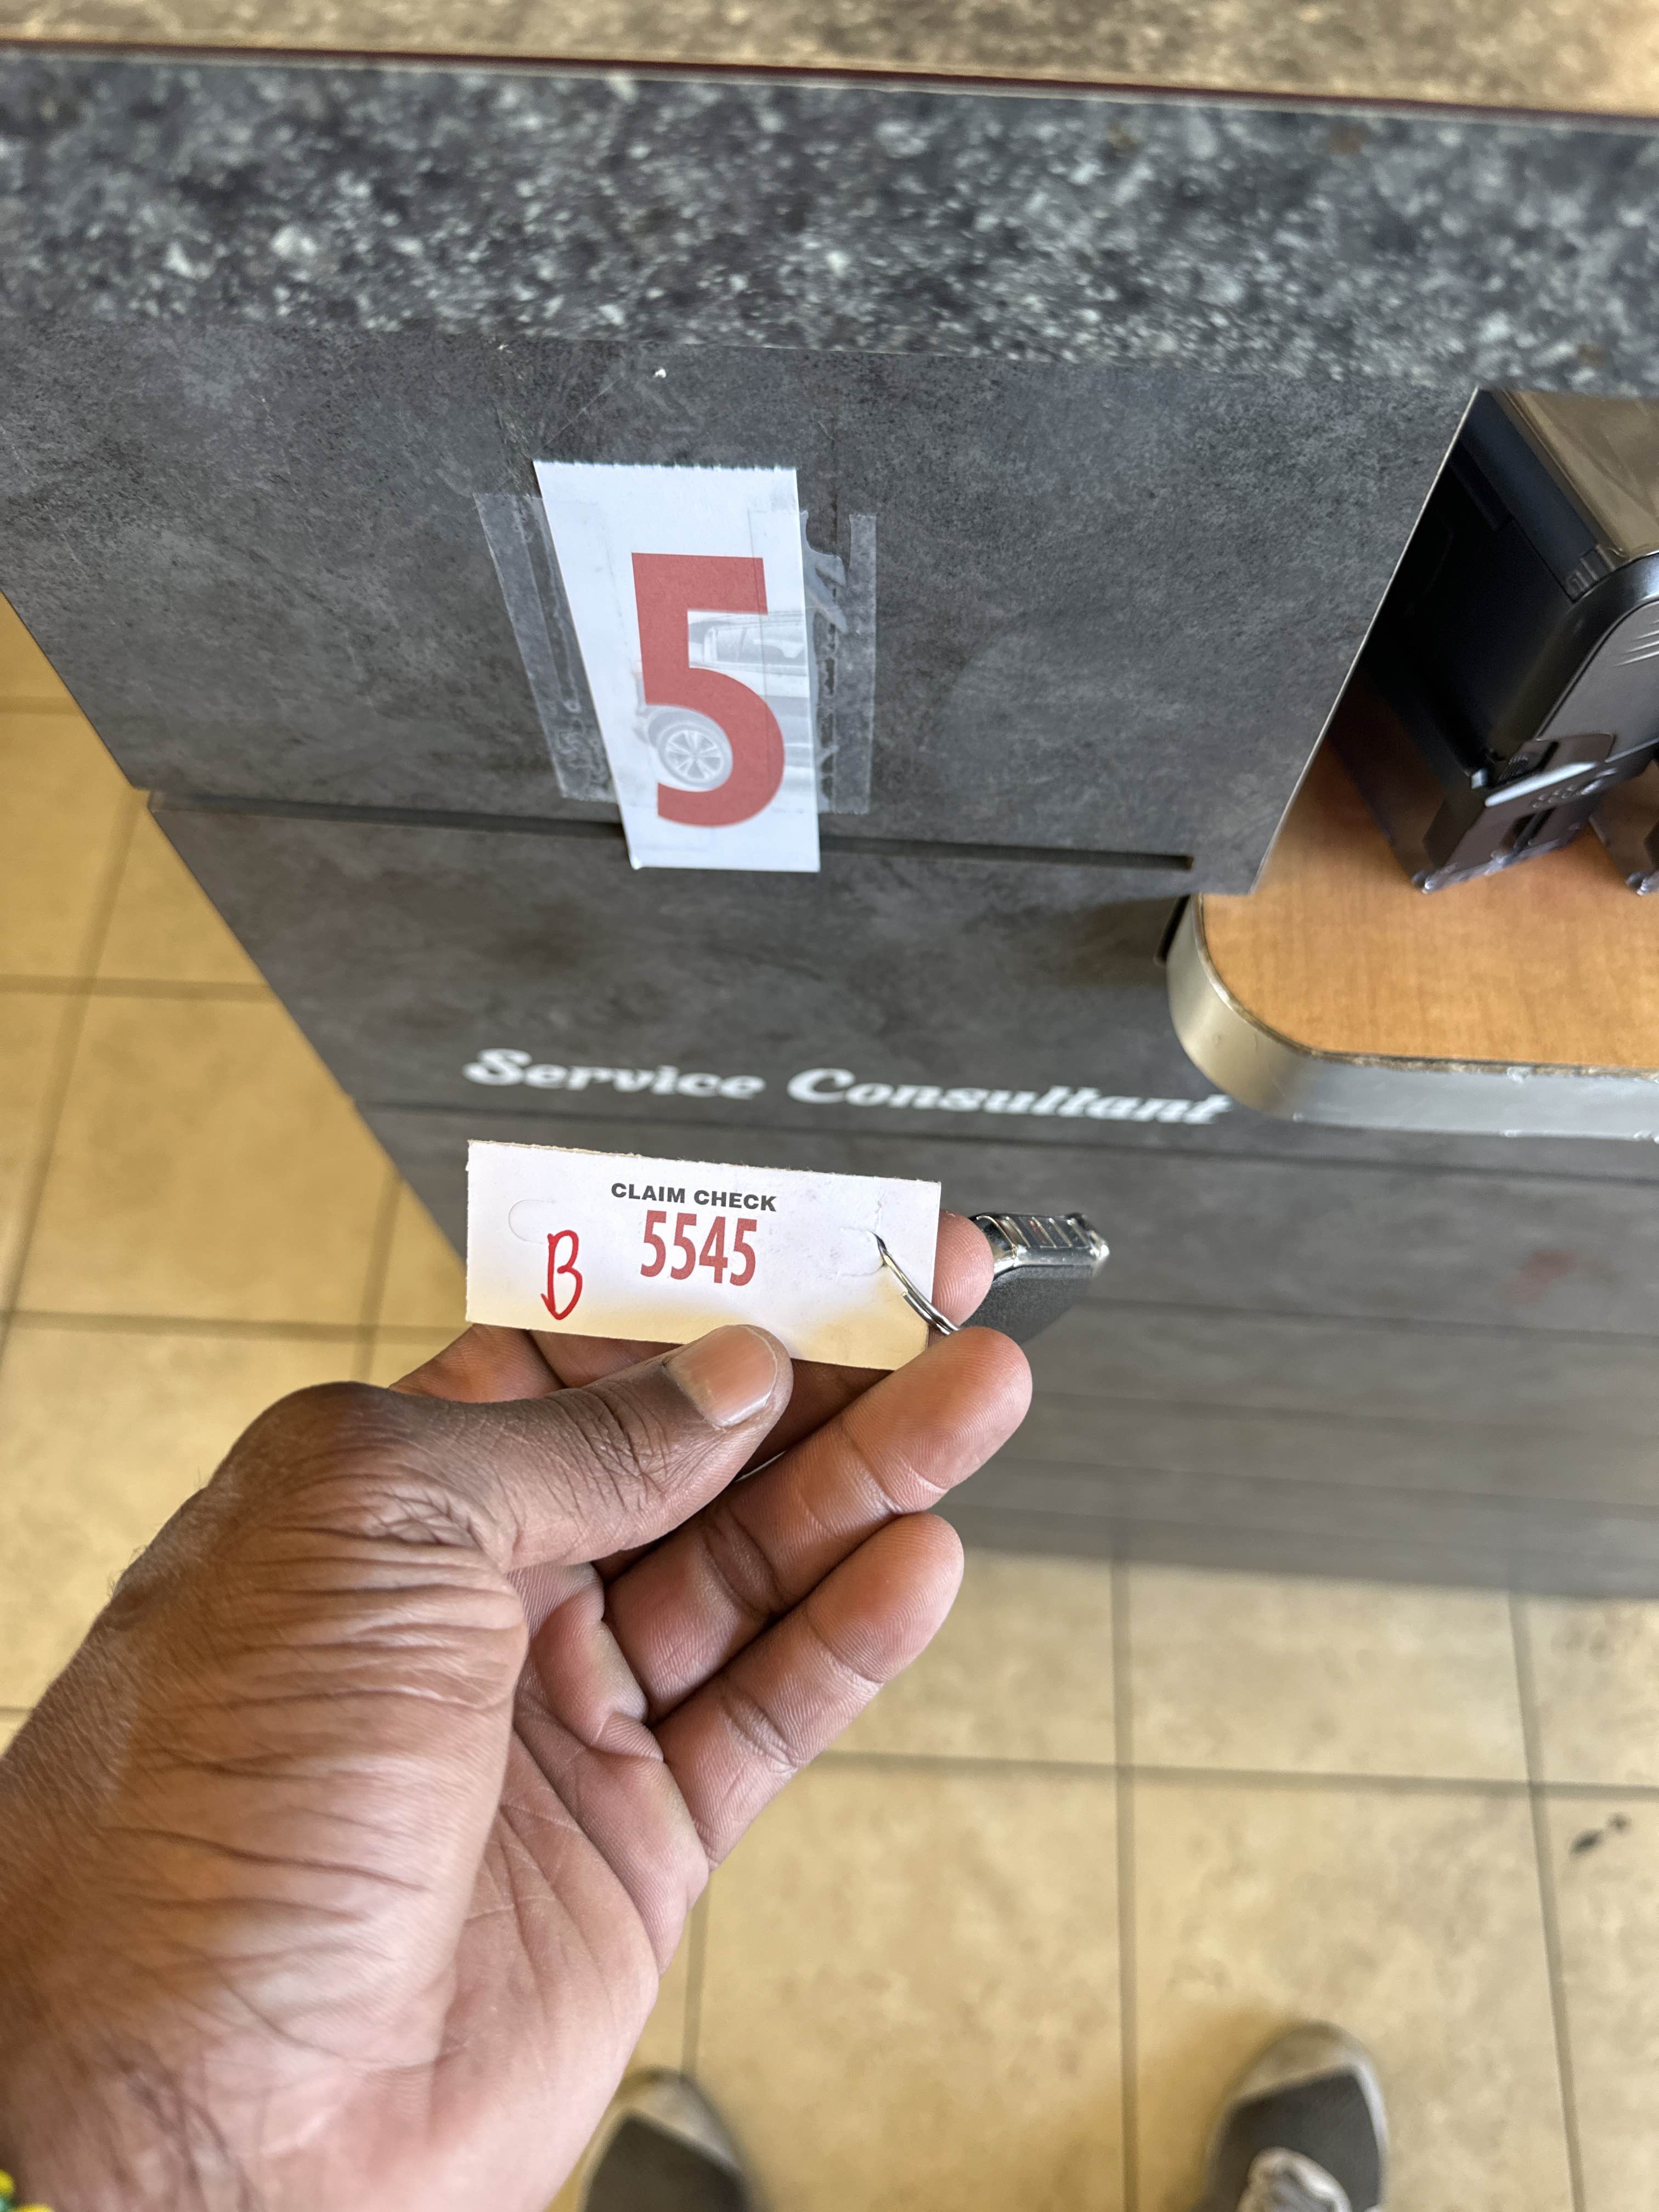 5
Service Consultant
CLAIM CHECK
5545
B